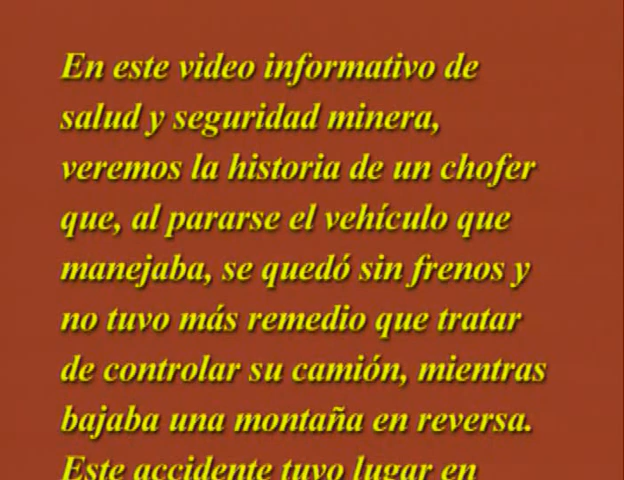 En este video informativo de
salud y seguridad minera,
veremos la historia de un chofer
que, al pararse el vehículo que
manejaba, se quedó sin frenos y
no tuvo más remedio que tratar
de controlar su camión, mientras
bajaba una montaña en reversa.
Este accidente tuvo lugar en